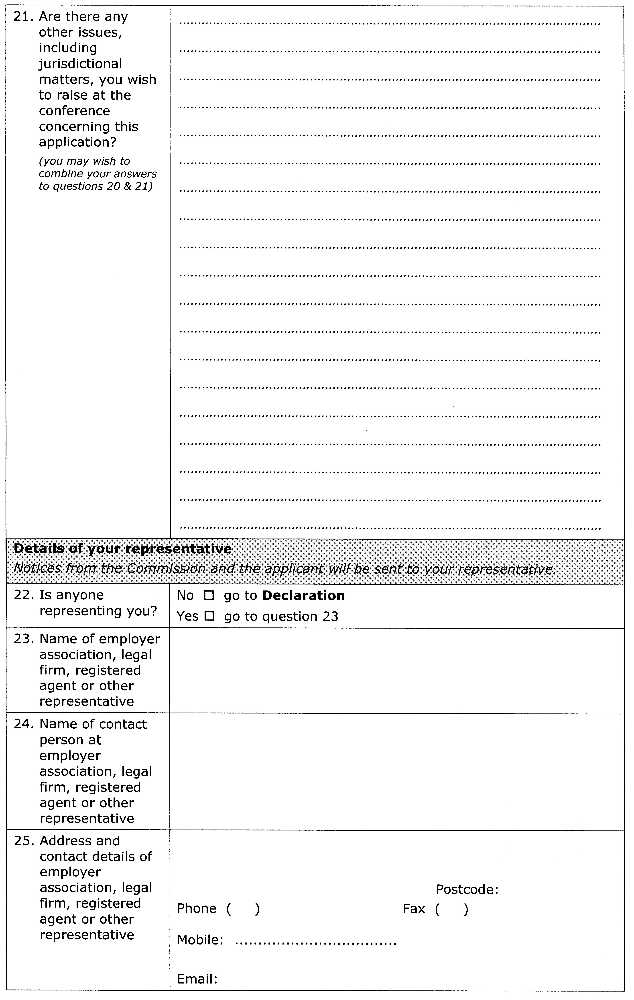 21. Are there any
other issues,
including
jurisdictional
matters, you wish
to raise at the
conference
concerning this
application?
(you may wish to
combine your answers
to questions 20 & 21)
Details of your representative
Notices from the Commission and the applicant will be sent to your representative.
22. Is anyone
representing you?
No ☐ go to Declaration
Yes ☐ go to question 23
23. Name of employer
association, legal
firm, registered
agent or other
representative
24. Name of contact
person at
employer
association, legal
firm, registered
agent or other
representative
25. Address and
contact details of
employer
association, legal
firm, registered
agent or other
representative
Postcode:
Phone (      ) Fax (      )
Mobile: ...................................
Email: